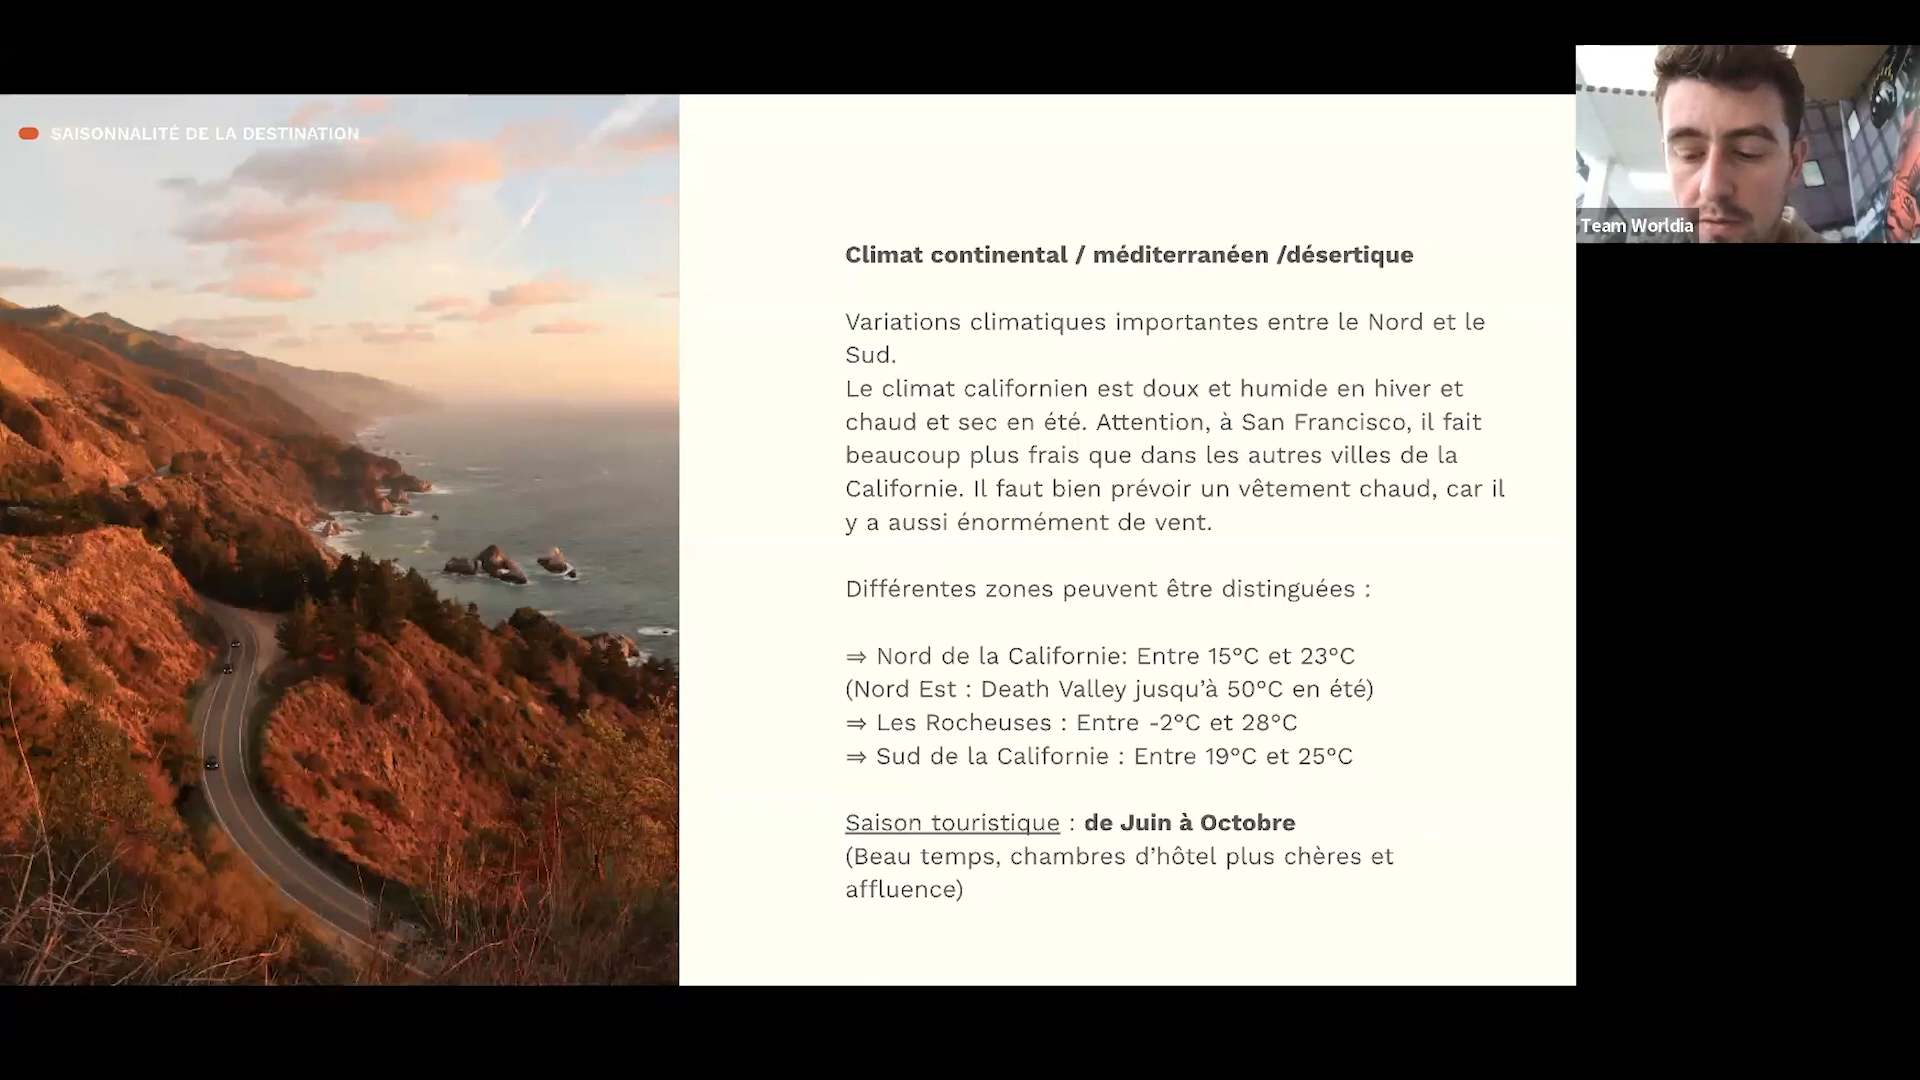 SAISONNALITÉ DE LA DESTINATION
Team Worldia
Climat continental / méditerranéen /désertique
Variations climatiques importantes entre le Nord et le
Sud.
Le climat californien est doux et humide en hiver et
chaud et sec en été. Attention, à San Francisco, il fait
beaucoup plus frais que dans les autres villes de la
Californie. Il faut bien prévoir un vêtement chaud, car il
y a aussi énormément de vent.
Différentes zones peuvent être distinguées :
⇒ Nord de la Californie: Entre 15°C et 23°C
(Nord Est : Death Valley jusqu’à 50°C en été)
⇒ Les Rocheuses : Entre -2°C et 28°C
⇒ Sud de la Californie : Entre 19°C et 25°C
Saison touristique : de Juin à Octobre
(Beau temps, chambres d’hôtel plus chères et
affluence)